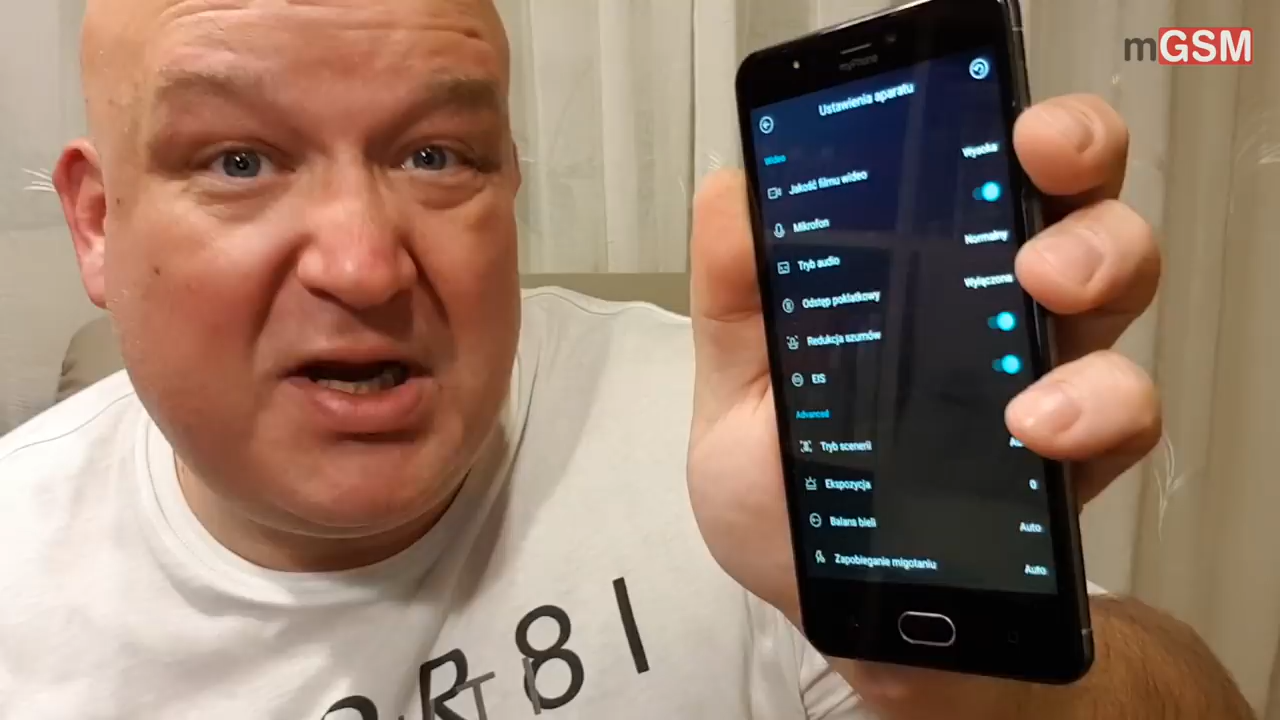 mGSM
myPhone
Ustawienia aparatu
Wideo
Jakość filmu wideo Wysoka
Mikrofon
Tryb audio Normalny
Odstęp poklatkowy Wyłączone
Redukcja szumów
EIS
Advanced
Tryb scenerii
Ekspozycja 0
Balans bieli Auto
Zapobieganie migotaniu Auto